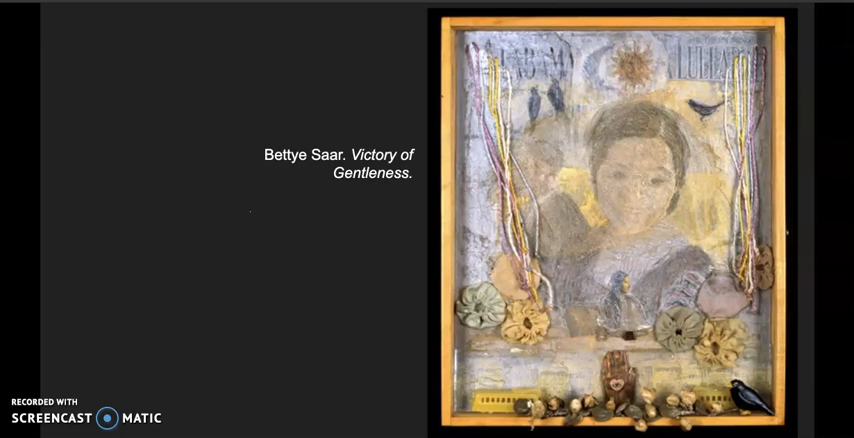 Bettye Saar. Victory of
Gentleness.
LULLABY
RECORDED WITH
SCREENCAST MATIC